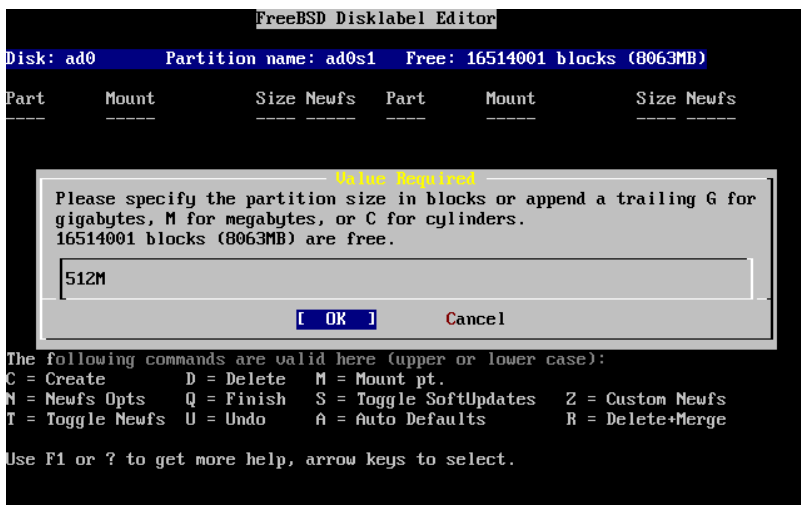 FreeBSD Disklabel Editor
Disk: ad0 Partition name: ad0s1 Free: 16514001 blocks (8063MB)
Part Mount Size Newfs Part Mount Size Newfs
---- ----- ---- ----- ---- ----- ---- -----
Value Required
Please specify the partition size in blocks or append a trailing G for
gigabytes, M for megabytes, or C for cylinders.
16514001 blocks (8063MB) are free.
512M
[ OK ] Cancel
The following commands are valid here (upper or lower case):
C = Create D = Delete M = Mount pt.
N = Newfs Opts Q = Finish S = Toggle SoftUpdates Z = Custom Newfs
T = Toggle Newfs U = Undo A = Auto Defaults R = Delete+Merge
Use F1 or ? to get more help, arrow keys to select.